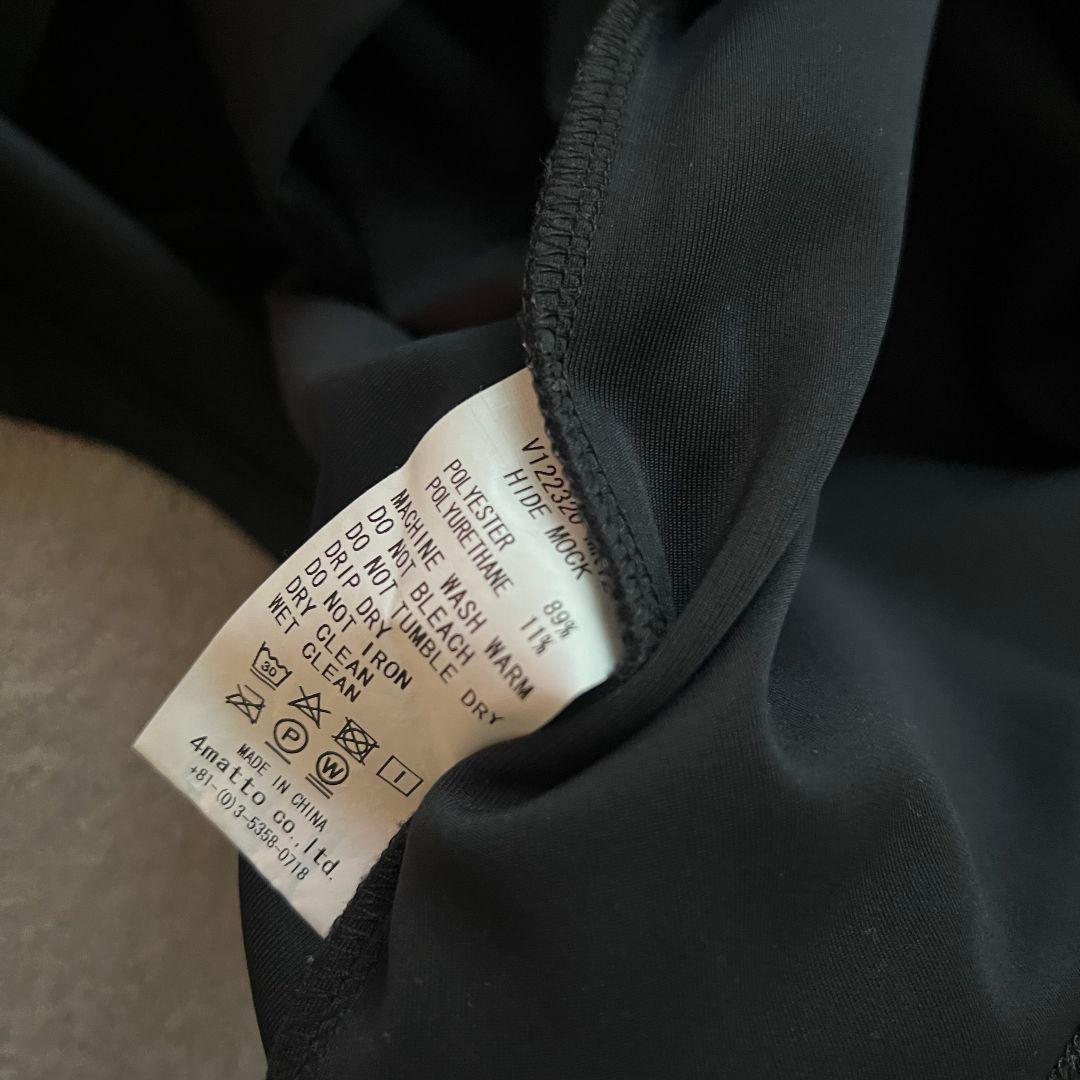 HIDE MOCK
POLYESTER 89%
POLYURETHANE 11%
MACHINE WASH WARM
DO NOT BLEACH
DO NOT TUMBLE DRY
DRIP DRY
DO NOT IRON
DRY CLEAN
WET CLEAN
30
P W
MADE IN CHINA
4matto co.,ltd.
+81-(0)3-5358-0718